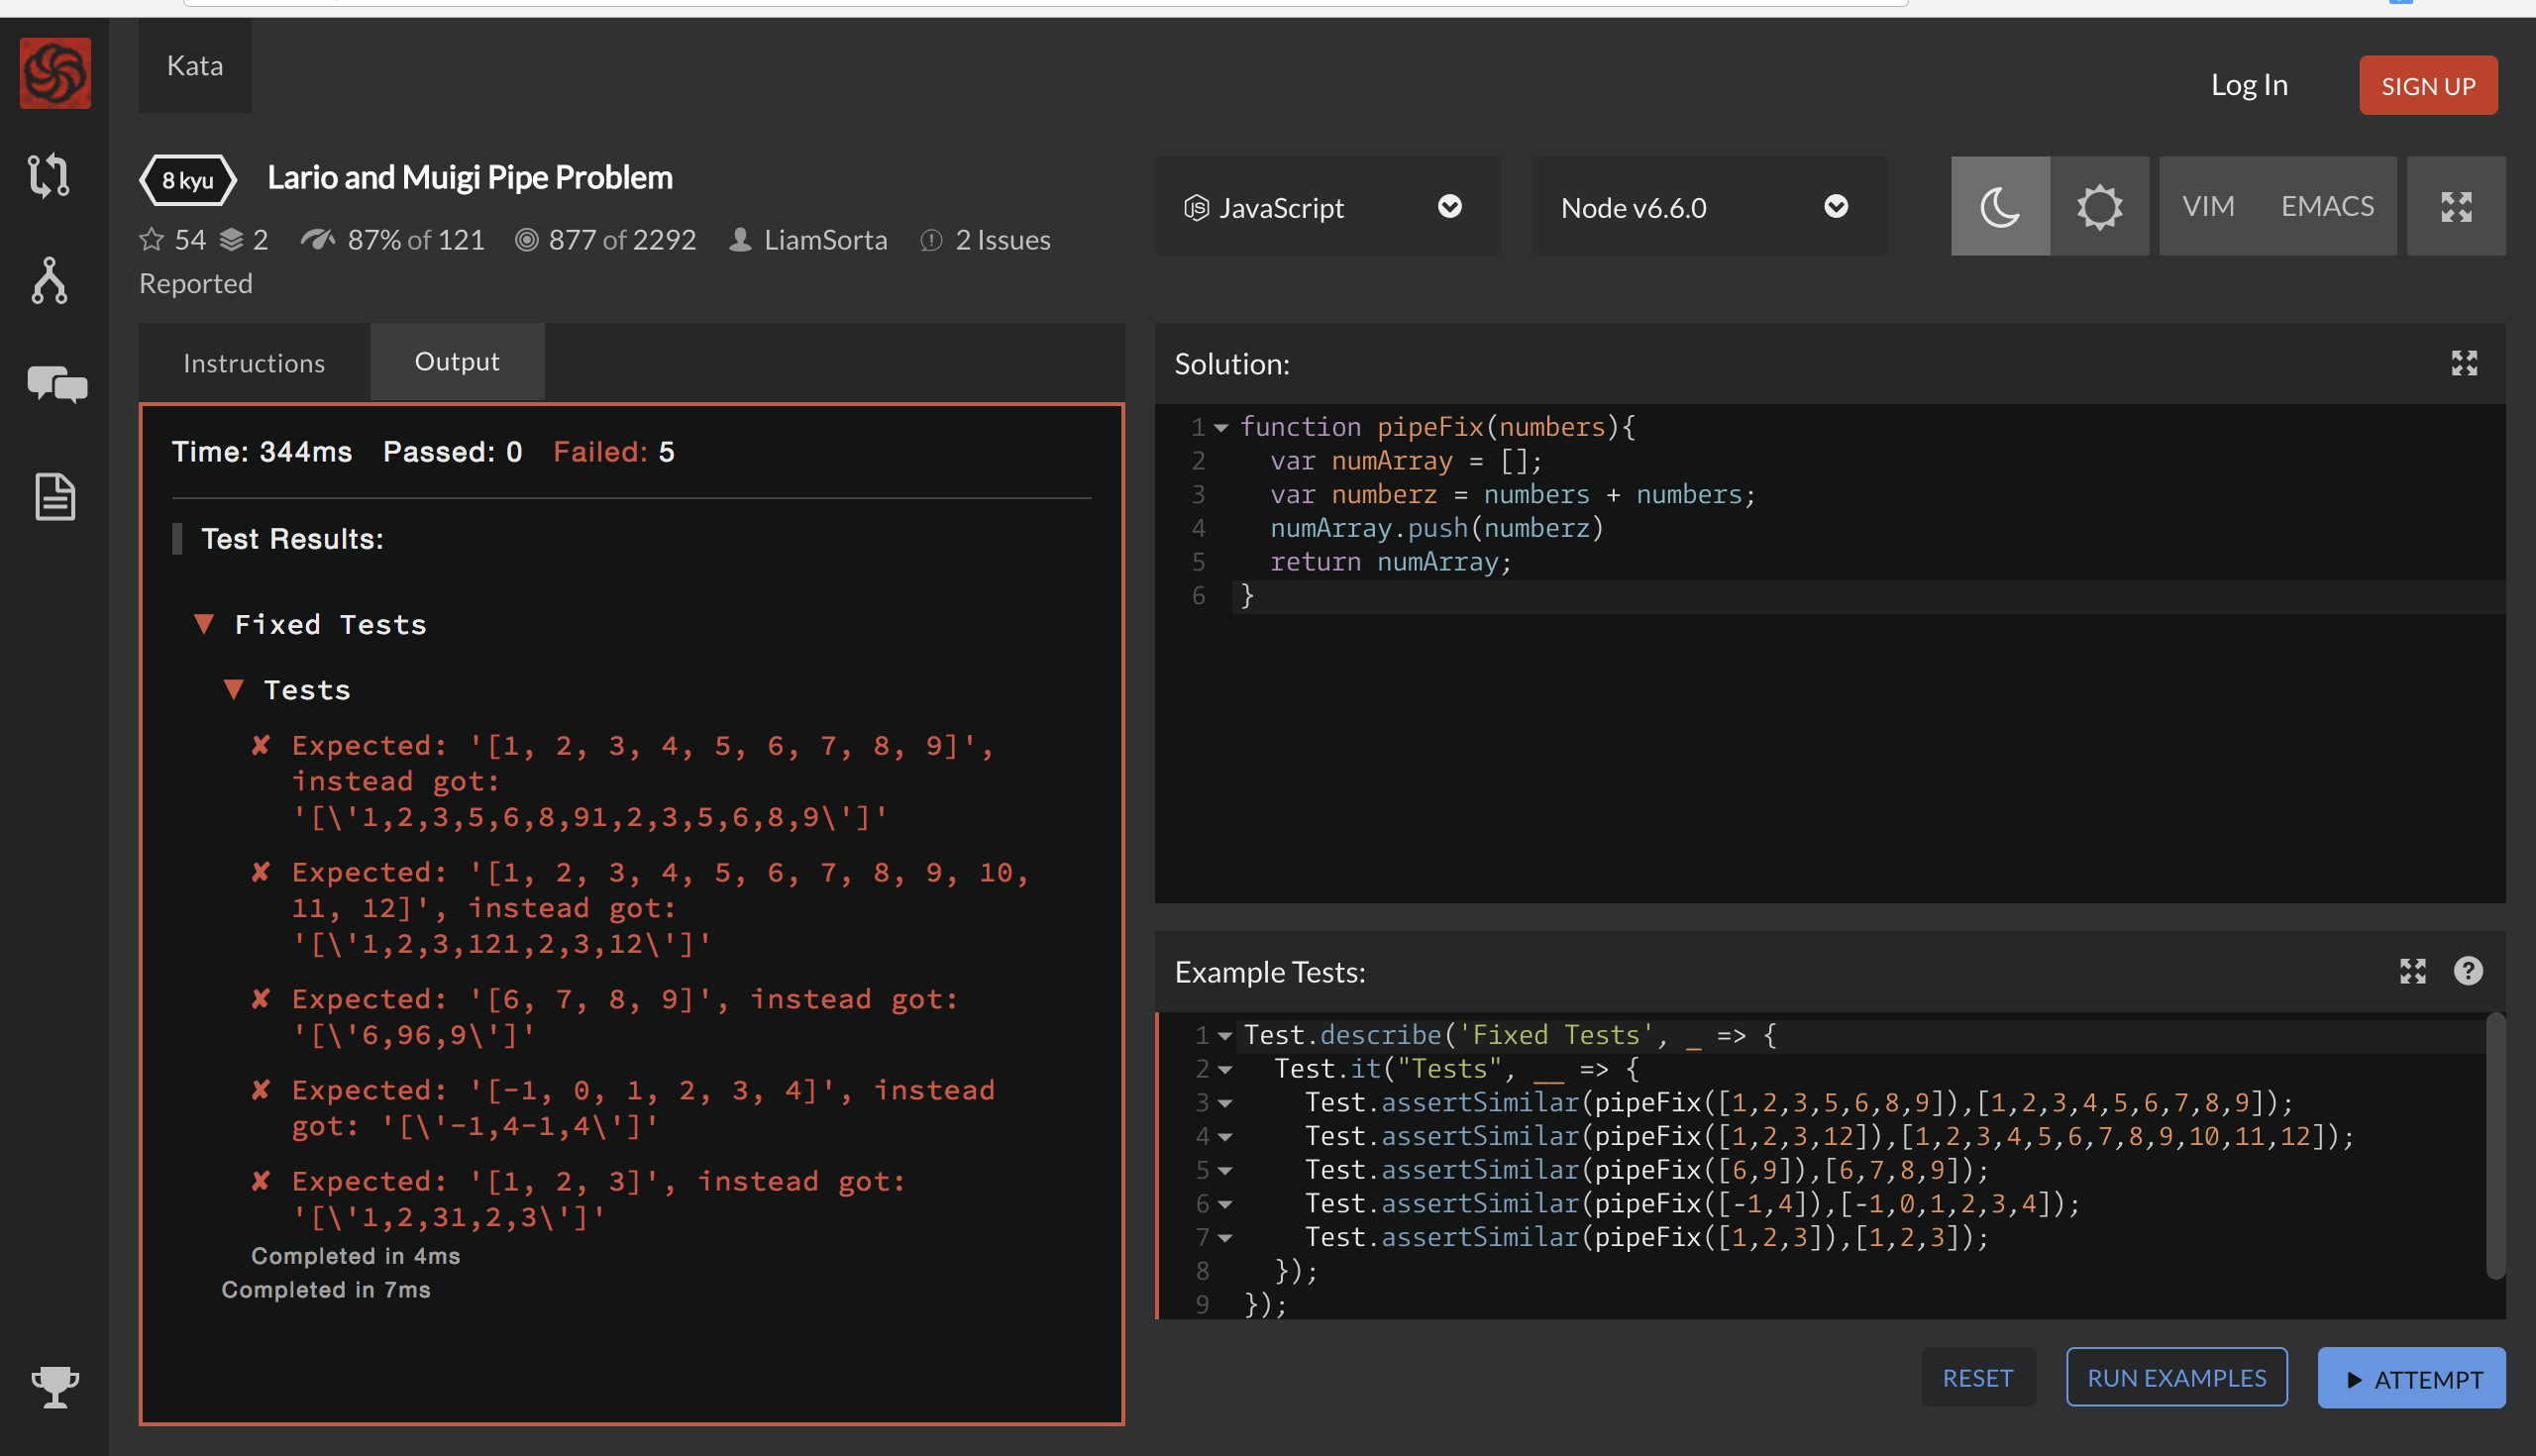 Kata
Log In
SIGN UP
8 kyu
Lario and Muigi Pipe Problem
54 2 87% of 121 877 of 2292 LiamSorta 2 Issues
Reported
JavaScript
Node v6.6.0
VIM
EMACS
Instructions
Output
Time: 344ms Passed: 0 Failed: 5
Test Results:
▼ Fixed Tests
▼ Tests
✘ Expected: '[1, 2, 3, 4, 5, 6, 7, 8, 9]',
instead got:
'[\'1,2,3,5,6,8,91,2,3,5,6,8,9\']'
✘ Expected: '[1, 2, 3, 4, 5, 6, 7, 8, 9, 10,
11, 12]', instead got:
'[\'1,2,3,121,2,3,12\']'
✘ Expected: '[6, 7, 8, 9]', instead got:
'[\'6,96,9\']'
✘ Expected: '[-1, 0, 1, 2, 3, 4]', instead
got: '[\'-1,4-1,4\']'
✘ Expected: '[1, 2, 3]', instead got:
'[\'1,2,31,2,3\']'
Completed in 4ms
Completed in 7ms
Solution:
1 function pipeFix(numbers){
2   var numArray = [];
3   var numberz = numbers + numbers;
4   numArray.push(numberz)
5   return numArray;
6 }
Example Tests:
1 Test.describe('Fixed Tests', _ => {
2   Test.it("Tests", __ => {
3     Test.assertSimilar(pipeFix([1,2,3,5,6,8,9]),[1,2,3,4,5,6,7,8,9]);
4     Test.assertSimilar(pipeFix([1,2,3,12]),[1,2,3,4,5,6,7,8,9,10,11,12]);
5     Test.assertSimilar(pipeFix([6,9]),[6,7,8,9]);
6     Test.assertSimilar(pipeFix([-1,4]),[-1,0,1,2,3,4]);
7     Test.assertSimilar(pipeFix([1,2,3]),[1,2,3]);
8   });
9 });
RESET
RUN EXAMPLES
ATTEMPT